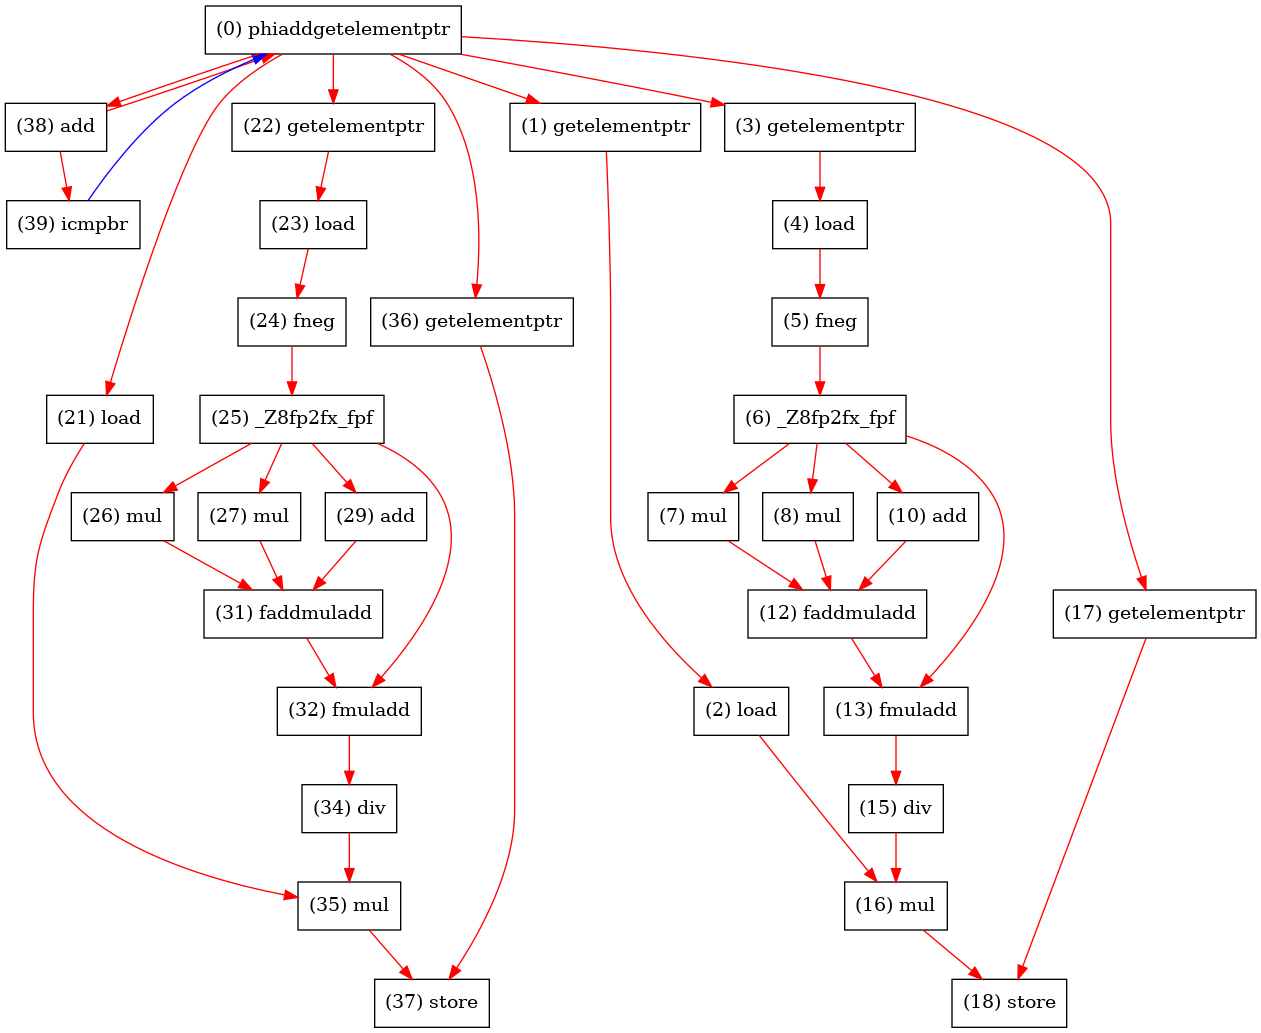 (0) phiaddgetelementptr
(38) add
(22) getelementptr
(1) getelementptr
(3) getelementptr
(39) icmpbr
(23) load
(4) load
(24) fneg
(36) getelementptr
(5) fneg
(21) load
(25) _Z8fp2fx_fpf
(6) _Z8fp2fx_fpf
(26) mul
(27) mul
(29) add
(7) mul
(8) mul
(10) add
(31) faddmuladd
(12) faddmuladd
(17) getelementptr
(32) fmuladd
(2) load
(13) fmuladd
(34) div
(15) div
(35) mul
(16) mul
(37) store
(18) store